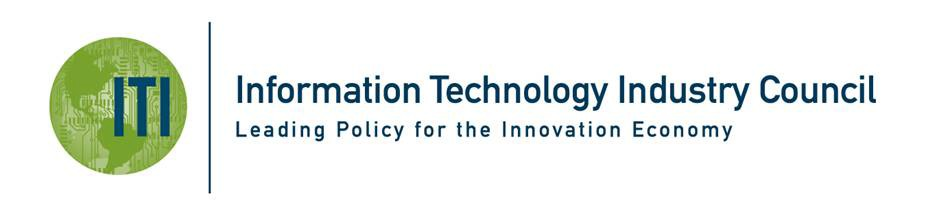 ITI
Information Technology Industry Council
Leading Policy for the Innovation Economy